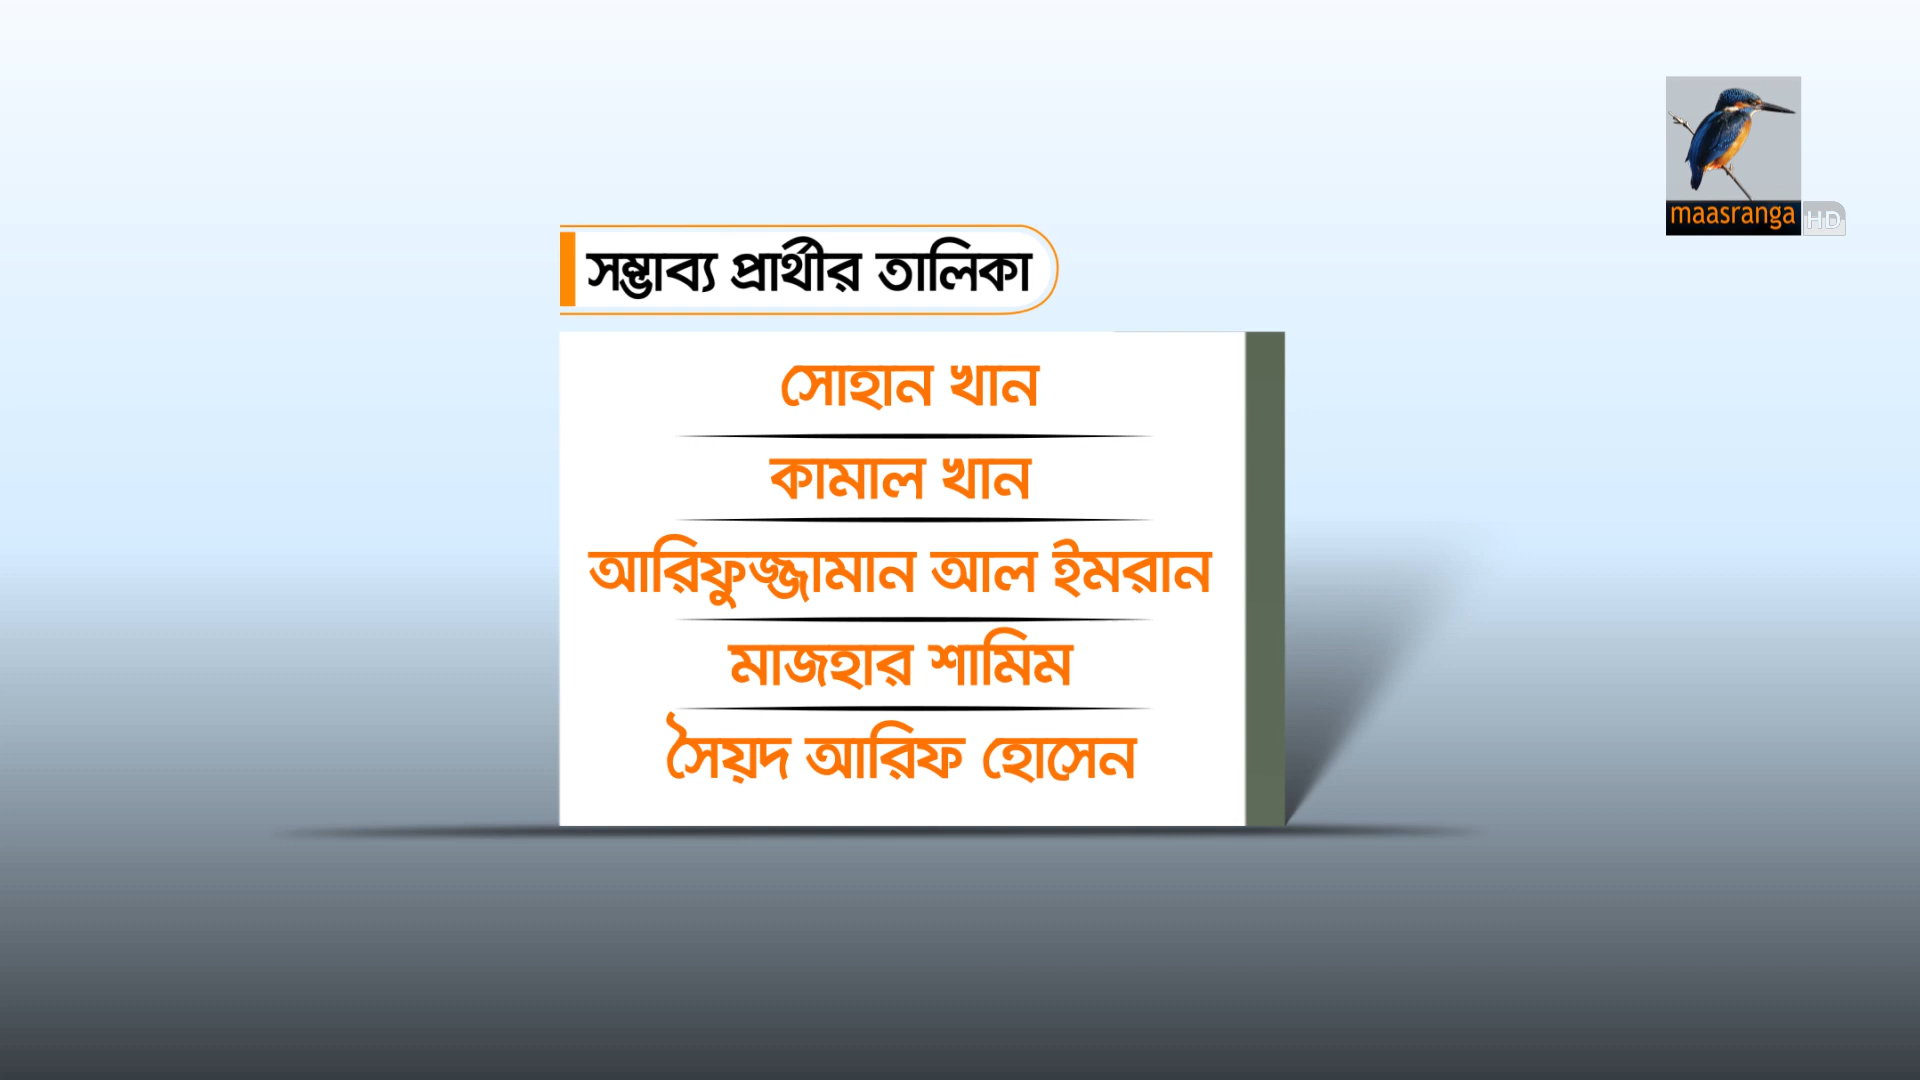 maasranga HD
সম্ভাব্য প্রার্থীর তালিকা
সোহান খান
কামাল খান
আরিফুজ্জামান আল ইমরান
মাজহার শামিম
সৈয়দ আরিফ হোসেন